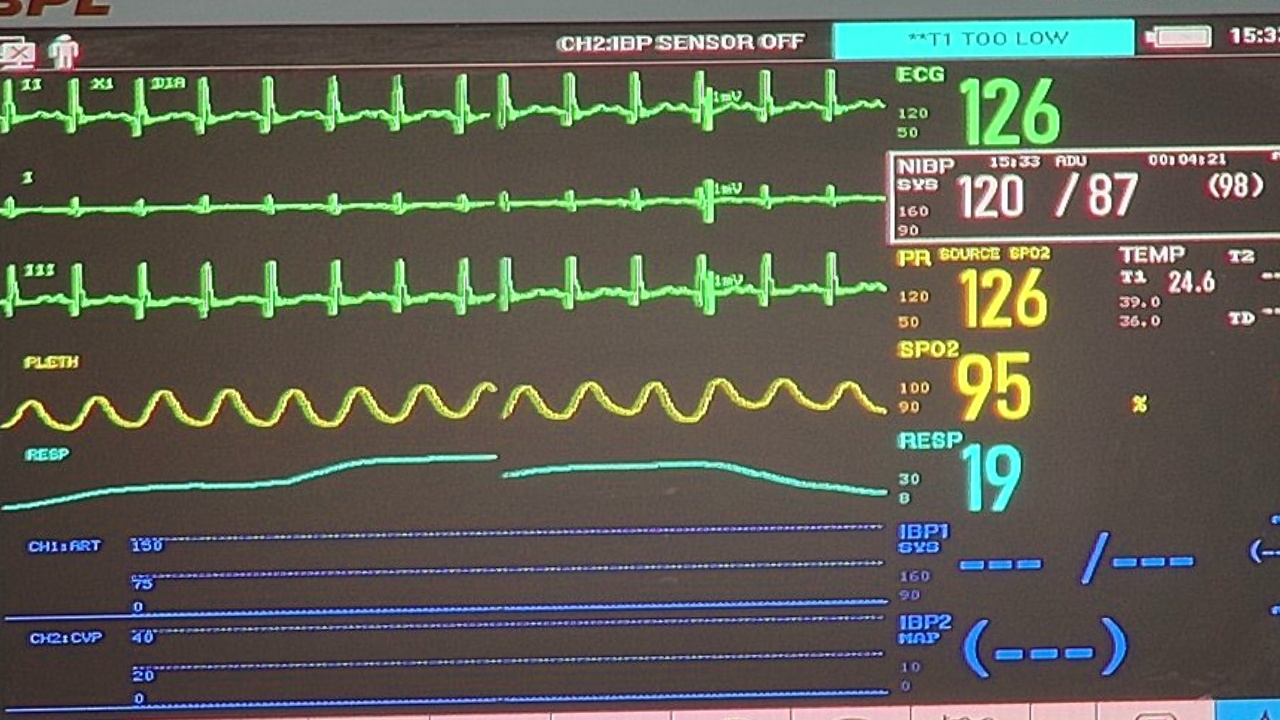 BPL
CH2:IBP SENSOR OFF **T1 TOO LOW
II X1 DIA
1mV
ECG
120
50
126
I
1mV
NIBP 15:33 ADU 00:04:21
SYS
160
90
120 / 87 (98)
III
1mV
PR SOURCE SPO2
120
50
126
TEMP T2
T1 24.6 --
39.0
36.0 TD --
PLETH
SPO2
100
90
95 %
RESP
RESP
30
8
19
CH1:ART 150
75
0
IBP1
SYS
160
90
--- / ---
CH2:CVP 40
20
0
IBP2
MAP
10
0
(---)